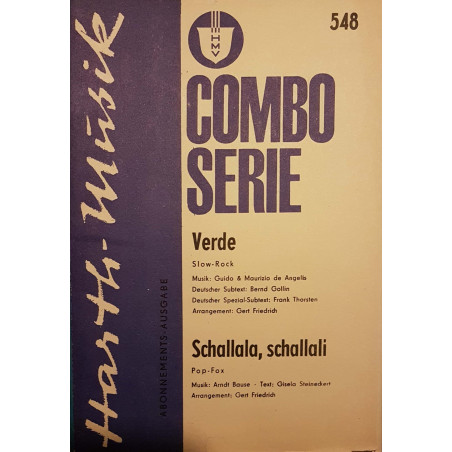 548
HMV
Harth-Musik
ABONNEMENTS-AUSGABE
COMBO
SERIE
Verde
Slow-Rock
Musik: Guido & Maurizio de Angelis
Deutscher Subtext: Bernd Gollin
Deutscher Spezial-Subtext: Frank Thorsten
Arrangement: Gert Friedrich
Schallala, schallali
Pop-Fox
Musik: Arndt Bause - Text: Gisela Steineckert
Arrangement: Gert Friedrich